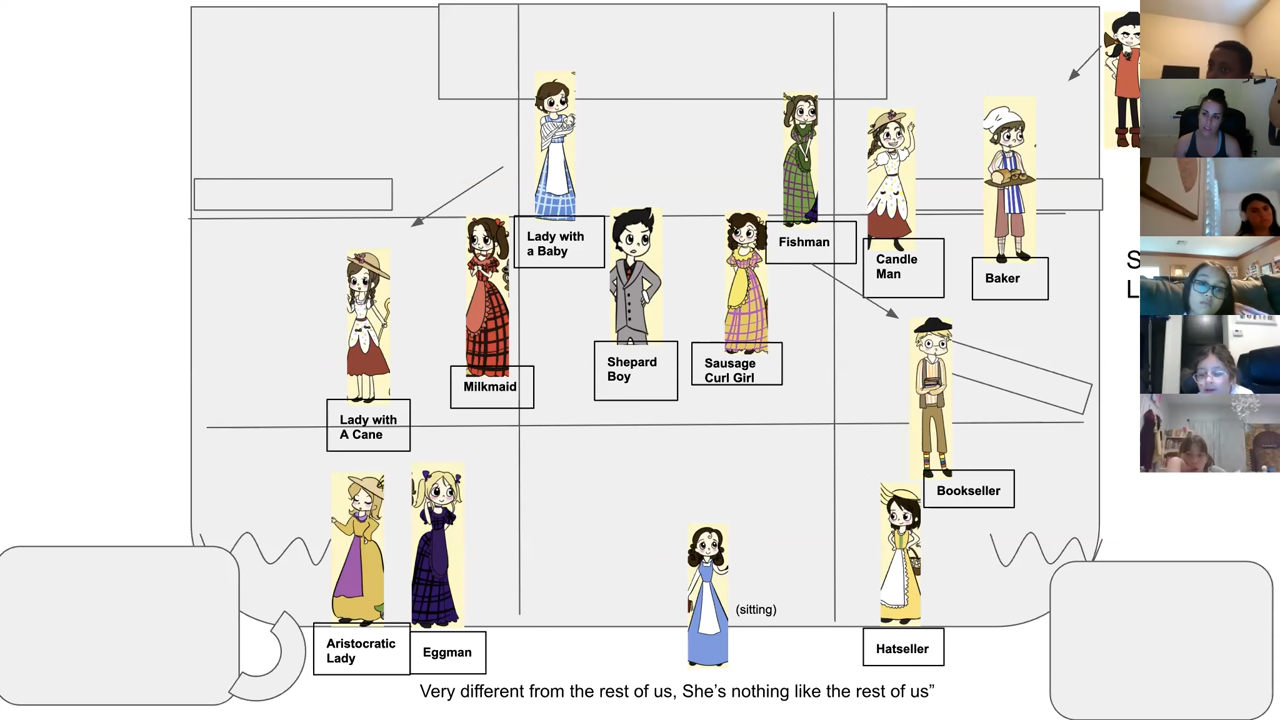 Lady with
a Baby
Fishman
Candle
Man
Baker
S
L
Shepard
Boy
Sausage
Curl Girl
Milkmaid
Lady with
A Cane
Bookseller
(sitting)
Aristocratic
Lady
Eggman
Hatseller
Very different from the rest of us, She's nothing like the rest of us”